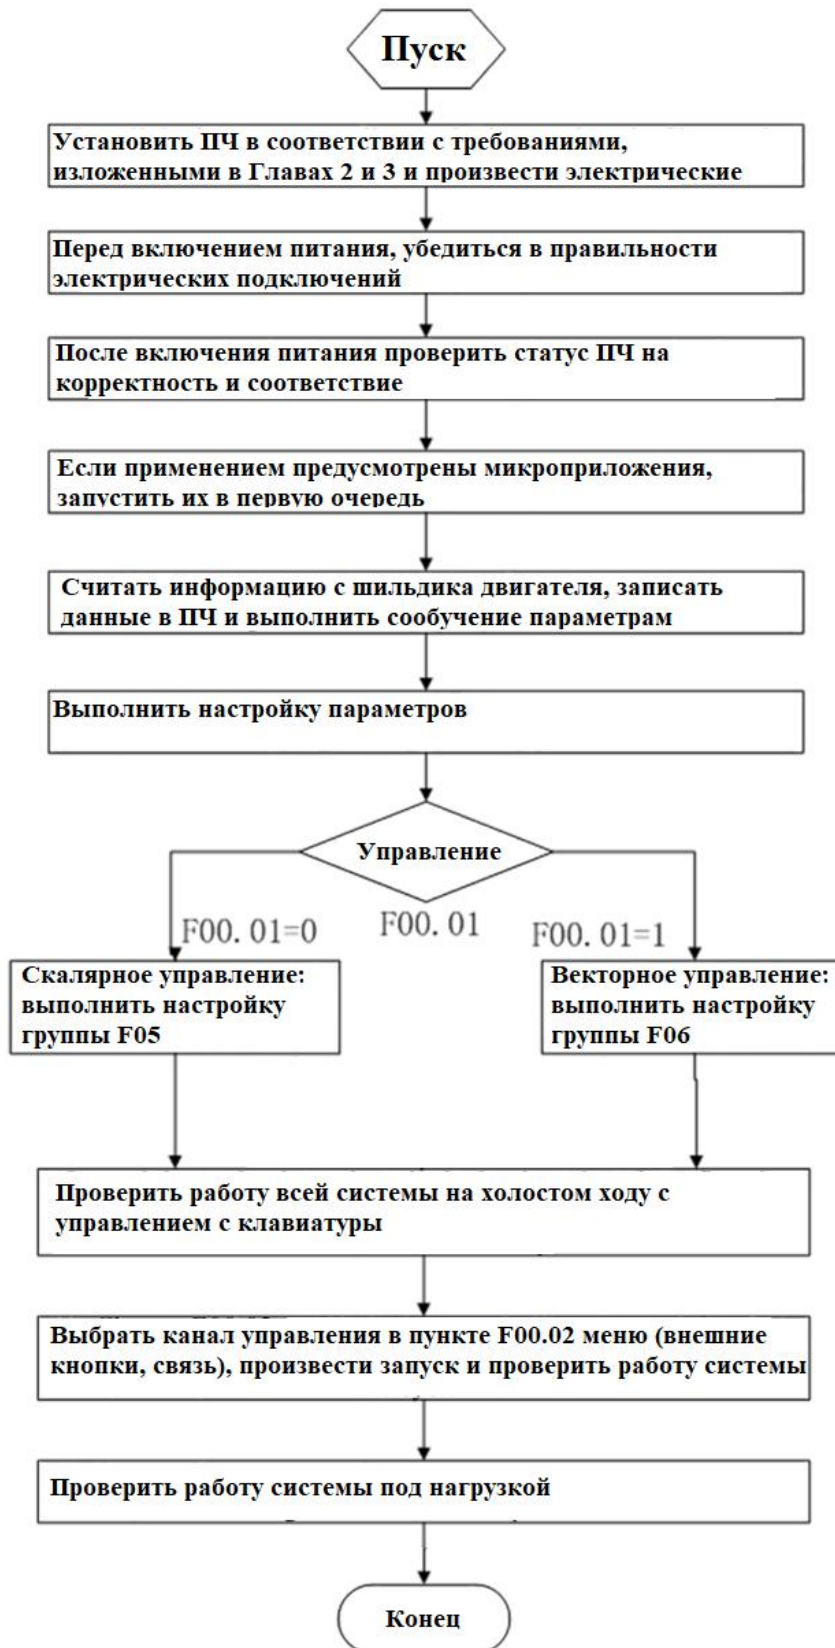 Пуск
Установить ПЧ в соответствии с требованиями,
изложенными в Главах 2 и 3 и произвести электрические
Перед включением питания, убедиться в правильности
электрических подключений
После включения питания проверить статус ПЧ на
корректность и соответствие
Если применением предусмотрены микроприложения,
запустить их в первую очередь
Считать информацию с шильдика двигателя, записать
данные в ПЧ и выполнить сообучение параметрам
Выполнить настройку параметров
Управление
F00. 01=0
F00. 01
F00. 01=1
Скалярное управление:
выполнить настройку
группы F05
Векторное управление:
выполнить настройку
группы F06
Проверить работу всей системы на холостом ходу с
управлением с клавиатуры
Выбрать канал управления в пункте F00.02 меню (внешние
кнопки, связь), произвести запуск и проверить работу системы
Проверить работу системы под нагрузкой
Конец